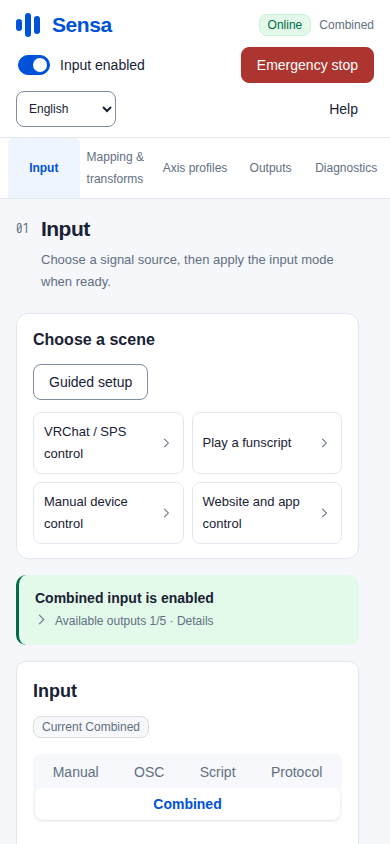 Sensa
Online Combined
Input enabled
Emergency stop
English
Help
Input
Mapping &
transforms
Axis profiles
Outputs
Diagnostics
01 Input
Choose a signal source, then apply the input mode
when ready.
Choose a scene
Guided setup
VRChat / SPS
control
Play a funscript
Manual device
control
Website and app
control
Combined input is enabled
Available outputs 1/5 · Details
Input
Current Combined
Manual OSC Script Protocol
Combined